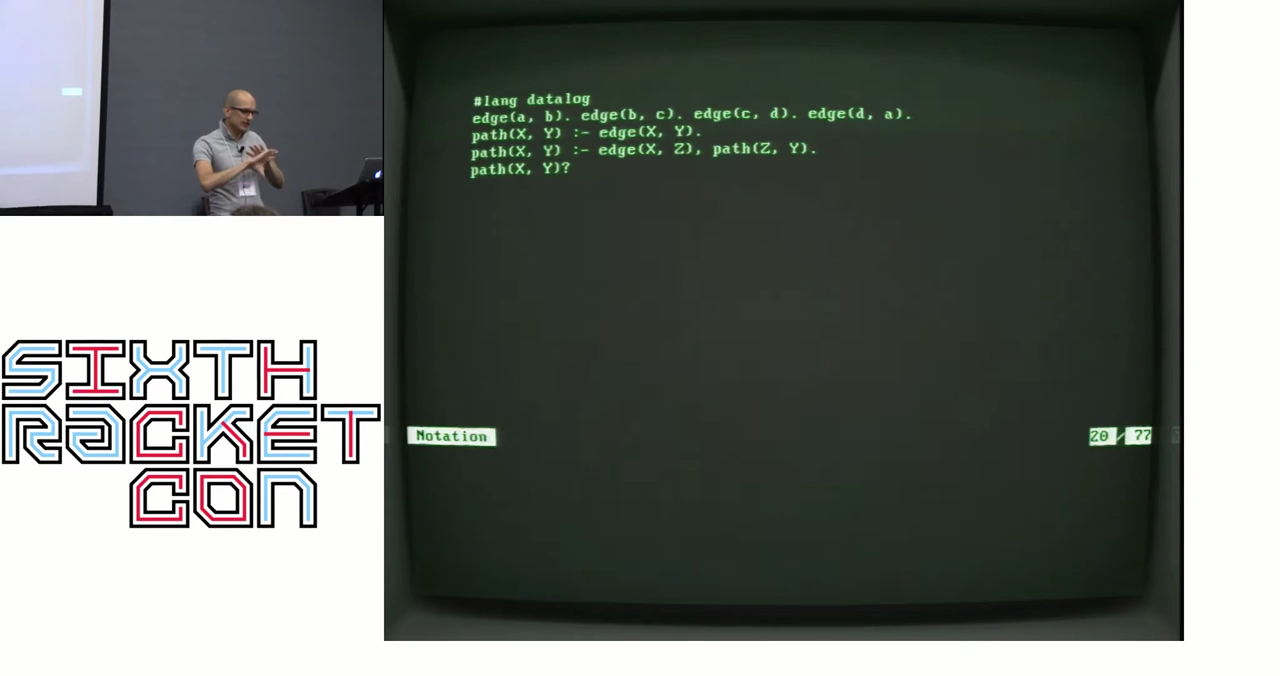 #lang datalog
edge(a, b). edge(b, c). edge(c, d). edge(d, a).
path(X, Y) :- edge(X, Y).
path(X, Y) :- edge(X, Z), path(Z, Y).
path(X, Y)?
Notation
20 / 77
SIXTH
RaCKET
CON